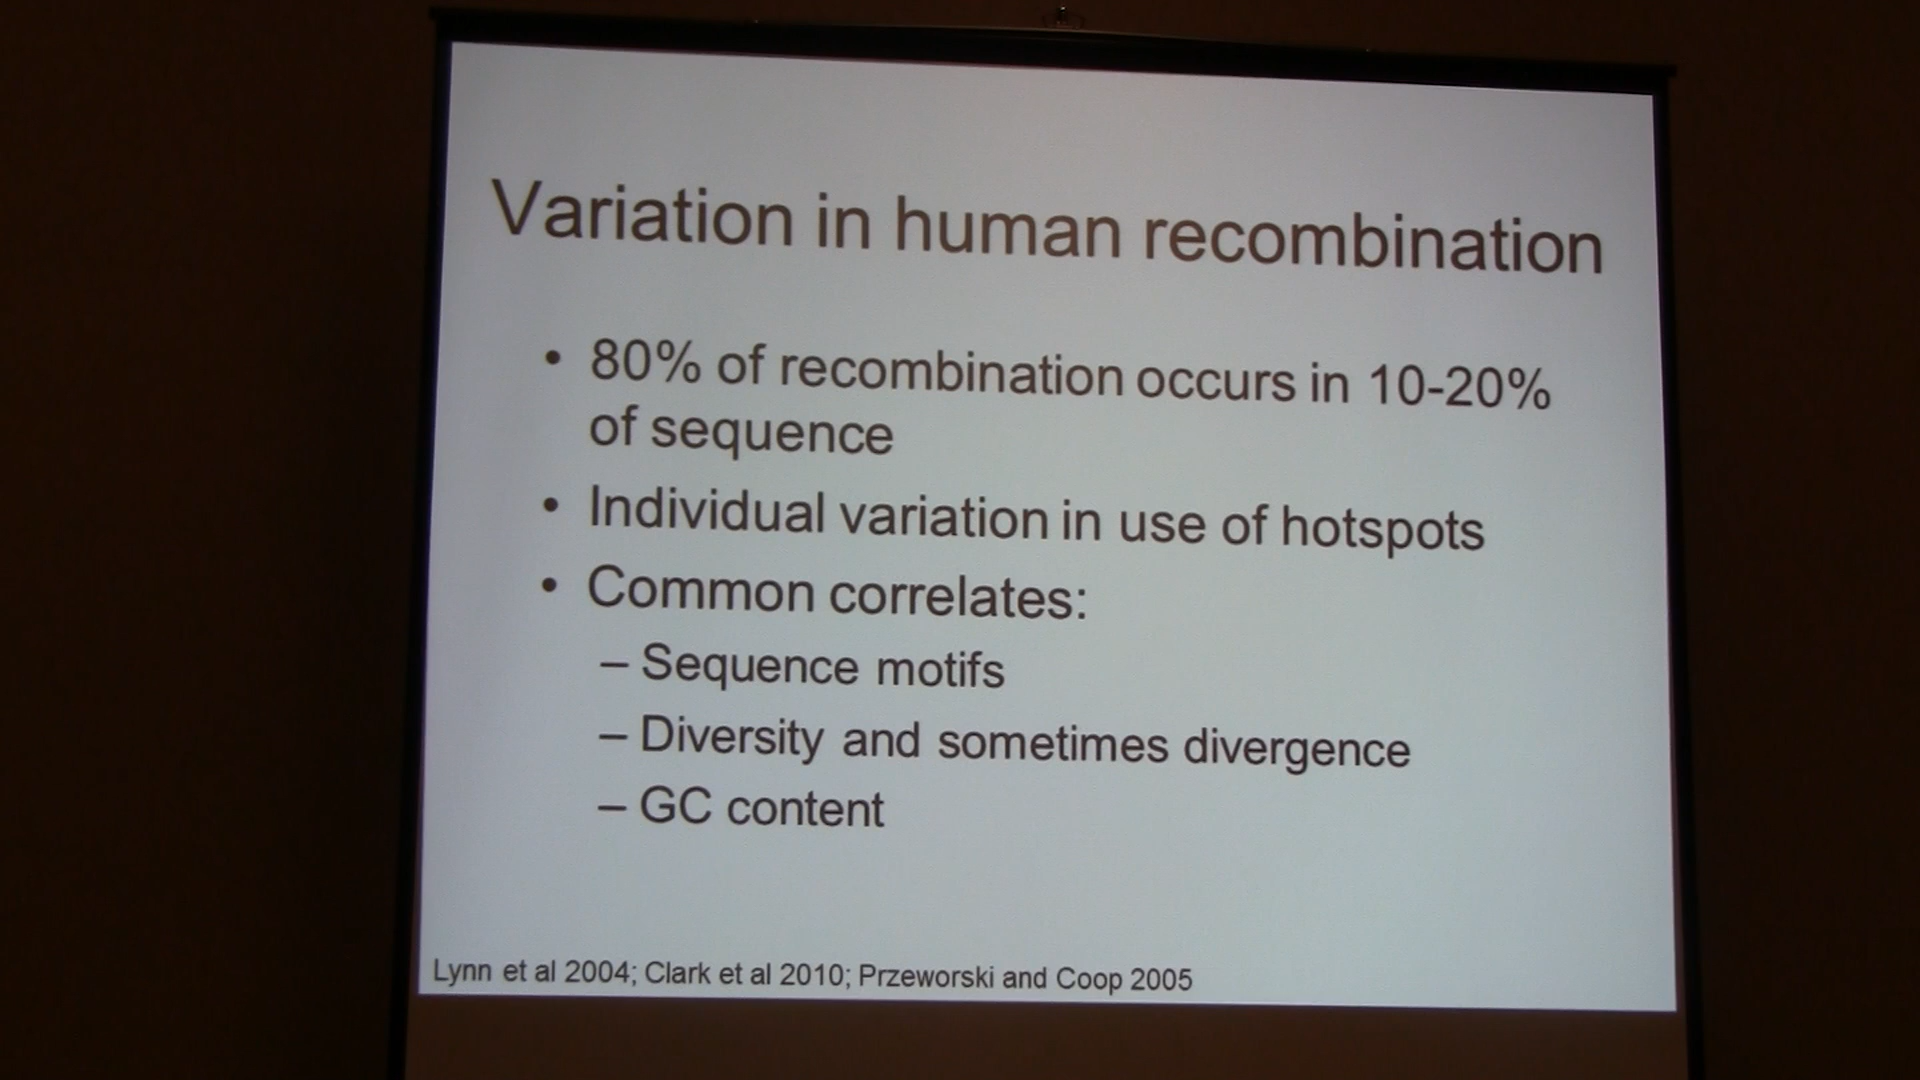 Variation in human recombination
• 80% of recombination occurs in 10-20%
of sequence
• Individual variation in use of hotspots
• Common correlates:
– Sequence motifs
– Diversity and sometimes divergence
– GC content
Lynn et al 2004; Clark et al 2010; Przeworski and Coop 2005